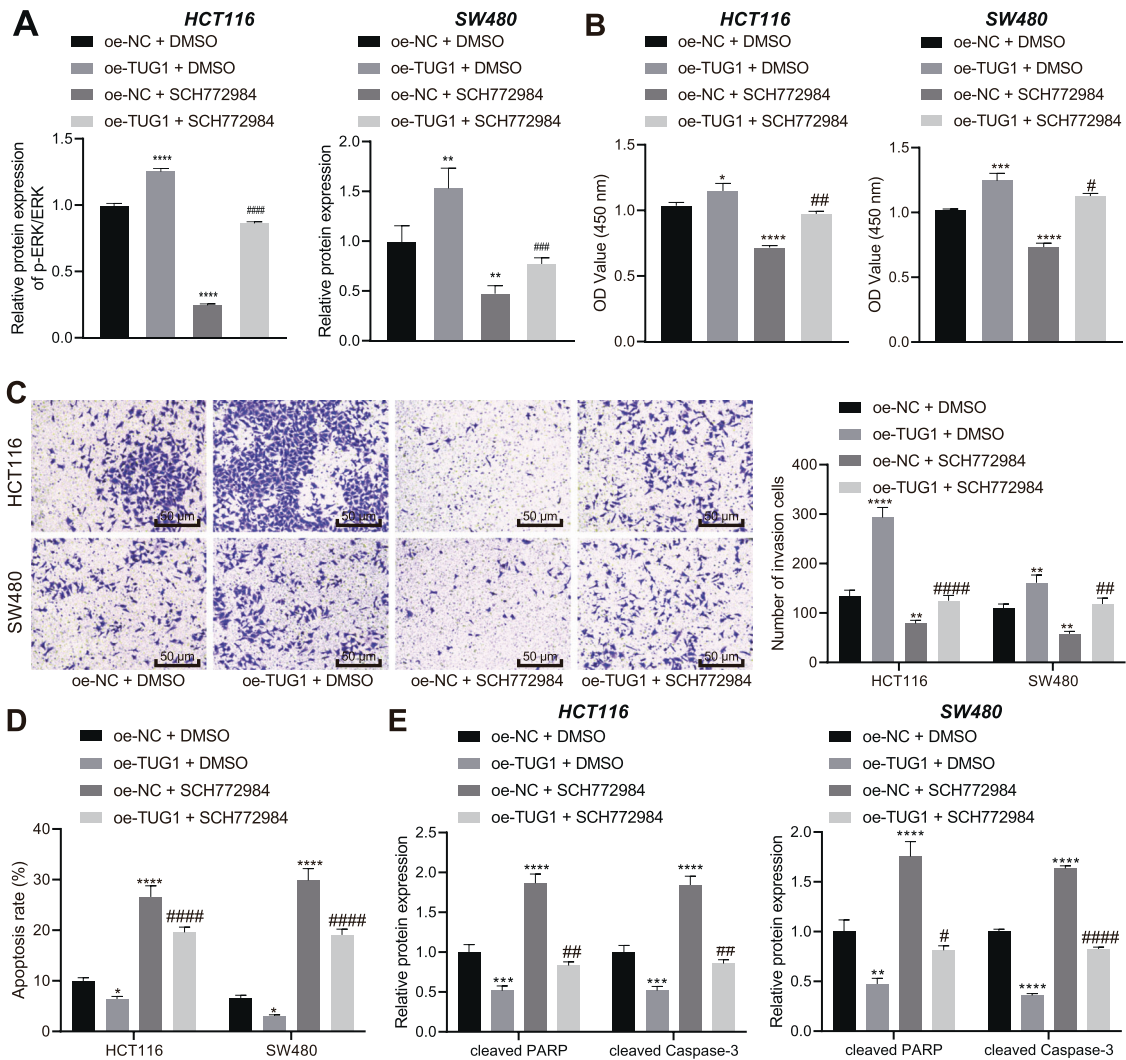 A
HCT116
oe-NC + DMSO
oe-TUG1 + DMSO
oe-NC + SCH772984
oe-TUG1 + SCH772984
Relative protein expression
of p-ERK/ERK
1.5
1.0
0.5
0.0
****
****
####
SW480
oe-NC + DMSO
oe-TUG1 + DMSO
oe-NC + SCH772984
oe-TUG1 + SCH772984
Relative protein expression
2.0
1.5
1.0
0.5
0.0
**
**
###
B
HCT116
oe-NC + DMSO
oe-TUG1 + DMSO
oe-NC + SCH772984
oe-TUG1 + SCH772984
OD Value (450 nm)
1.5
1.0
0.5
0.0
*
****
##
SW480
oe-NC + DMSO
oe-TUG1 + DMSO
oe-NC + SCH772984
oe-TUG1 + SCH772984
OD Value (450 nm)
1.5
1.0
0.5
0.0
***
****
#
C
HCT116
50 μm
50 μm
50 μm
50 μm
SW480
50 μm
50 μm
50 μm
50 μm
oe-NC + DMSO
oe-TUG1 + DMSO
oe-NC + SCH772984
oe-TUG1 + SCH772984
oe-NC + DMSO
oe-TUG1 + DMSO
oe-NC + SCH772984
oe-TUG1 + SCH772984
Number of invasion cells
400
300
200
100
0
****
**
####
**
**
##
HCT116
SW480
D
oe-NC + DMSO
oe-TUG1 + DMSO
oe-NC + SCH772984
oe-TUG1 + SCH772984
Apoptosis rate (%)
40
30
20
10
0
*
****
####
*
****
####
HCT116
SW480
E
HCT116
oe-NC + DMSO
oe-TUG1 + DMSO
oe-NC + SCH772984
oe-TUG1 + SCH772984
Relative protein expression
2.5
2.0
1.5
1.0
0.5
0.0
***
****
##
***
****
##
cleaved PARP
cleaved Caspase-3
SW480
oe-NC + DMSO
oe-TUG1 + DMSO
oe-NC + SCH772984
oe-TUG1 + SCH772984
Relative protein expression
2.0
1.5
1.0
0.5
0.0
**
****
#
****
****
####
cleaved PARP
cleaved Caspase-3